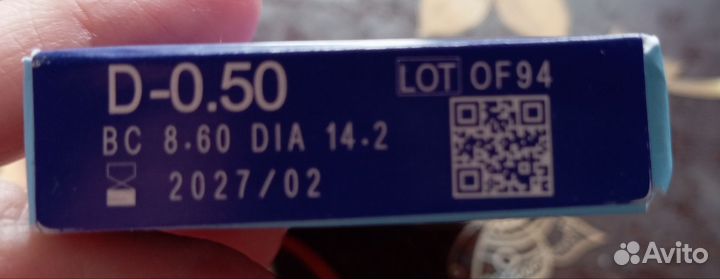 D-0.50
LOT OF94
BC 8.60 DIA 14.2
2027/02
Avito